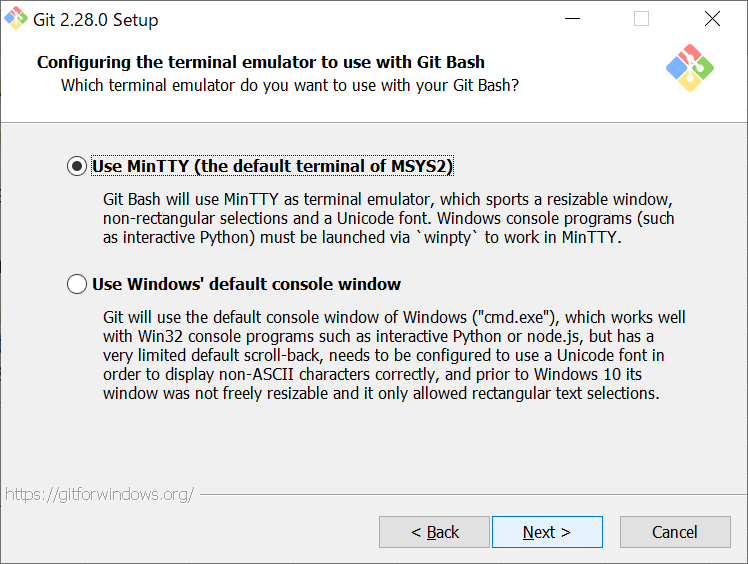 Git 2.28.0 Setup
Configuring the terminal emulator to use with Git Bash
Which terminal emulator do you want to use with your Git Bash?
Use MinTTY (the default terminal of MSYS2)
Git Bash will use MinTTY as terminal emulator, which sports a resizable window,
non-rectangular selections and a Unicode font. Windows console programs (such
as interactive Python) must be launched via `winpty` to work in MinTTY.
Use Windows' default console window
Git will use the default console window of Windows ("cmd.exe"), which works well
with Win32 console programs such as interactive Python or node.js, but has a
very limited default scroll-back, needs to be configured to use a Unicode font in
order to display non-ASCII characters correctly, and prior to Windows 10 its
window was not freely resizable and it only allowed rectangular text selections.
https://gitforwindows.org/
< Back
Next >
Cancel